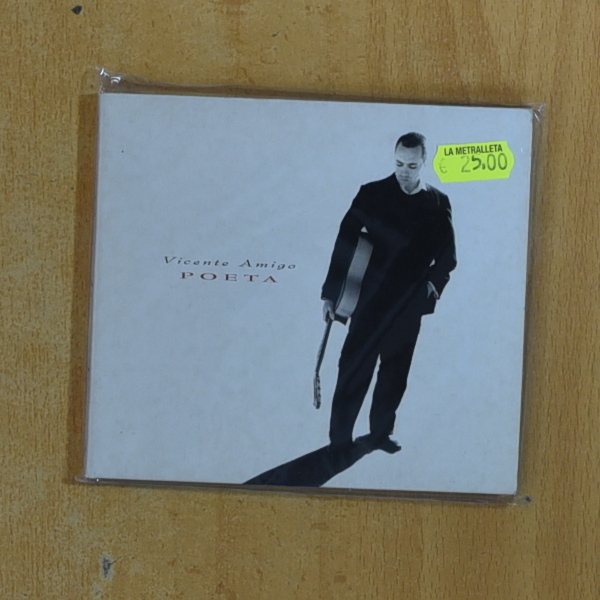 LA METRALLETA
€ 25.00
Vicente Amigo
POETA